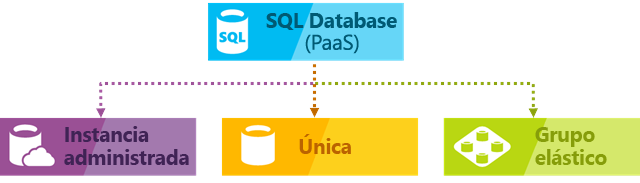 SQL
SQL Database
(PaaS)
Instancia
administrada
Única
Grupo
elástico